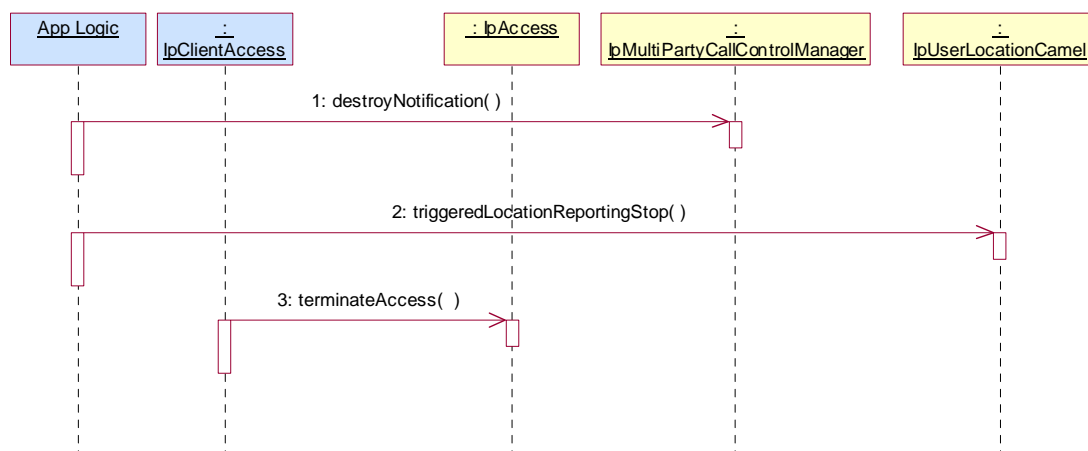 App Logic
:
IpClientAccess
: IpAccess
:
IpMultiPartyCallControlManager
:
IpUserLocationCamel
1: destroyNotification( )
2: triggeredLocationReportingStop( )
3: terminateAccess(  )